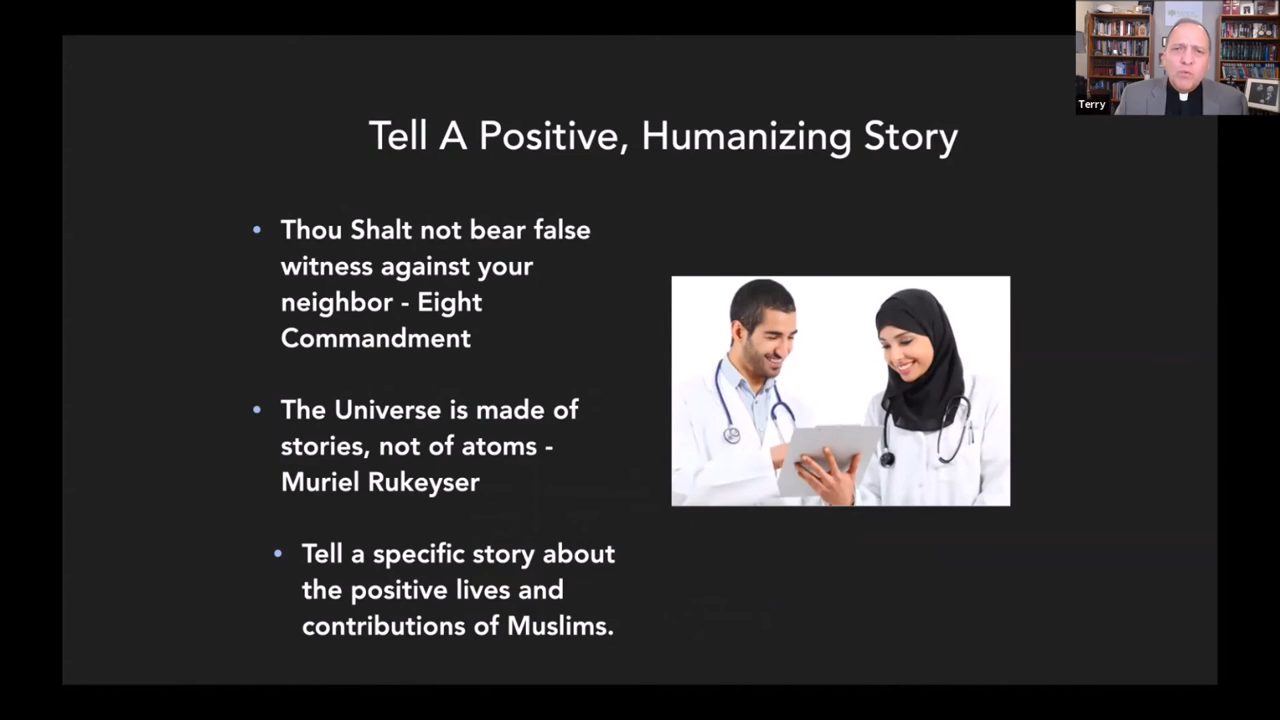 Terry
Tell A Positive, Humanizing Story
• Thou Shalt not bear false
witness against your
neighbor - Eight
Commandment
• The Universe is made of
stories, not of atoms -
Muriel Rukeyser
• Tell a specific story about
the positive lives and
contributions of Muslims.